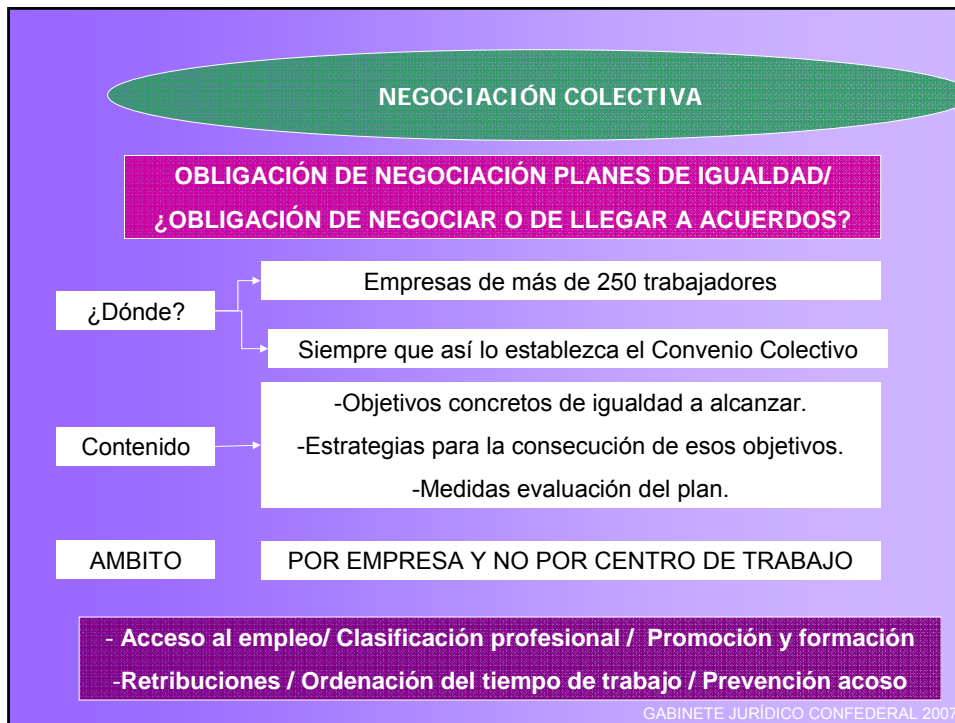 NEGOCIACIÓN COLECTIVA
OBLIGACIÓN DE NEGOCIACIÓN PLANES DE IGUALDAD/
¿OBLIGACIÓN DE NEGOCIAR O DE LLEGAR A ACUERDOS?
¿Dónde?
Empresas de más de 250 trabajadores
Siempre que así lo establezca el Convenio Colectivo
Contenido
-Objetivos concretos de igualdad a alcanzar.
-Estrategias para la consecución de esos objetivos.
-Medidas evaluación del plan.
AMBITO
POR EMPRESA Y NO POR CENTRO DE TRABAJO
- Acceso al empleo/ Clasificación profesional / Promoción y formación
-Retribuciones / Ordenación del tiempo de trabajo / Prevención acoso
GABINETE JURÍDICO CONFEDERAL 2007